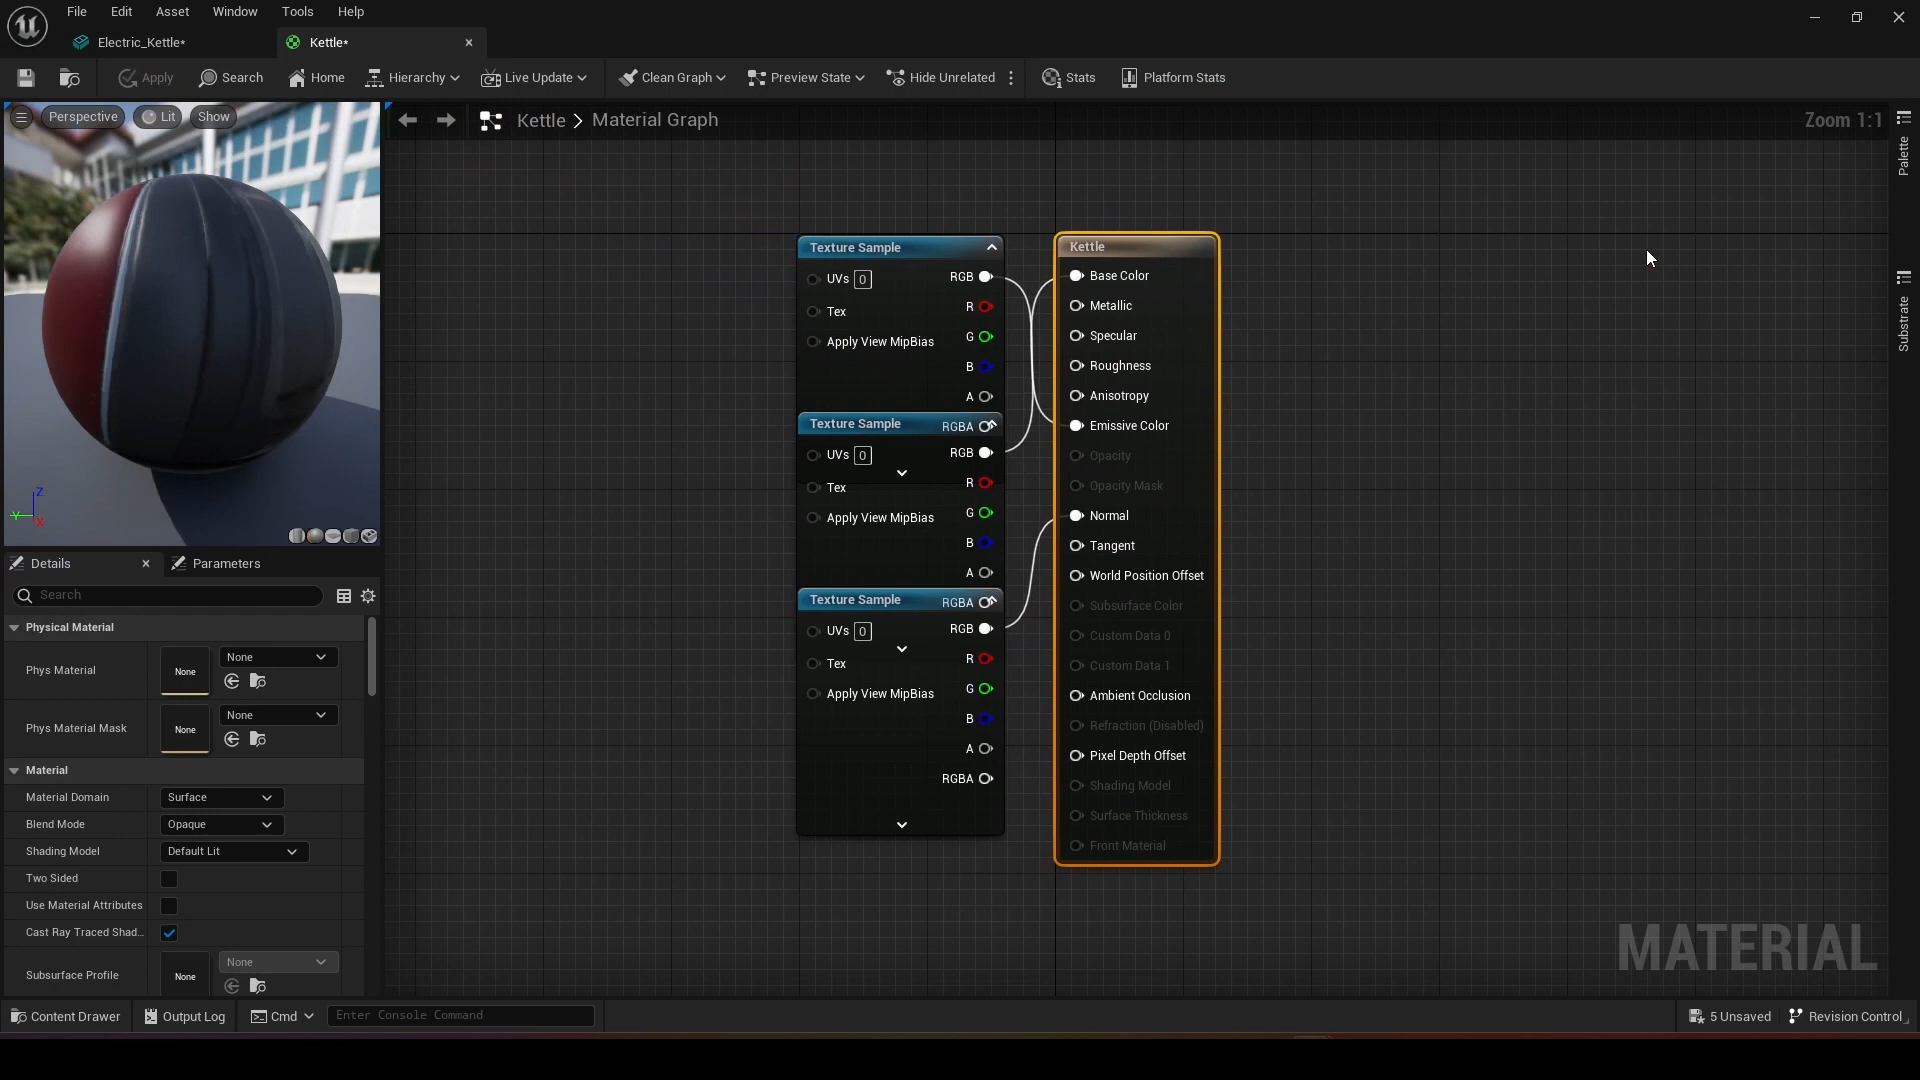 File Edit Asset Window Tools Help
Electric_Kettle*
Kettle*
Apply Search Home Hierarchy Live Update Clean Graph Preview State Hide Unrelated Stats Platform Stats
Perspective Lit Show
Kettle > Material Graph
Zoom 1:1
Palette
Substrate
Texture Sample
UVs 0 RGB
Tex R
Apply View MipBias G
B
A
RGBA
Texture Sample
UVs 0 RGB
Tex R
Apply View MipBias G
B
A
RGBA
Texture Sample
UVs 0 RGB
Tex R
Apply View MipBias G
B
A
RGBA
Kettle
Base Color
Metallic
Specular
Roughness
Anisotropy
Emissive Color
Opacity
Opacity Mask
Normal
Tangent
World Position Offset
Subsurface Color
Custom Data 0
Custom Data 1
Ambient Occlusion
Refraction (Disabled)
Pixel Depth Offset
Shading Model
Surface Thickness
Front Material
MATERIAL
Z
Y
X
Details Parameters
Search
Physical Material
Phys Material None None
Phys Material Mask None None
Material
Material Domain Surface
Blend Mode Opaque
Shading Model Default Lit
Two Sided
Use Material Attributes
Cast Ray Traced Shad...
Subsurface Profile None None
Content Drawer Output Log Cmd Enter Console Command 5 Unsaved Revision Control